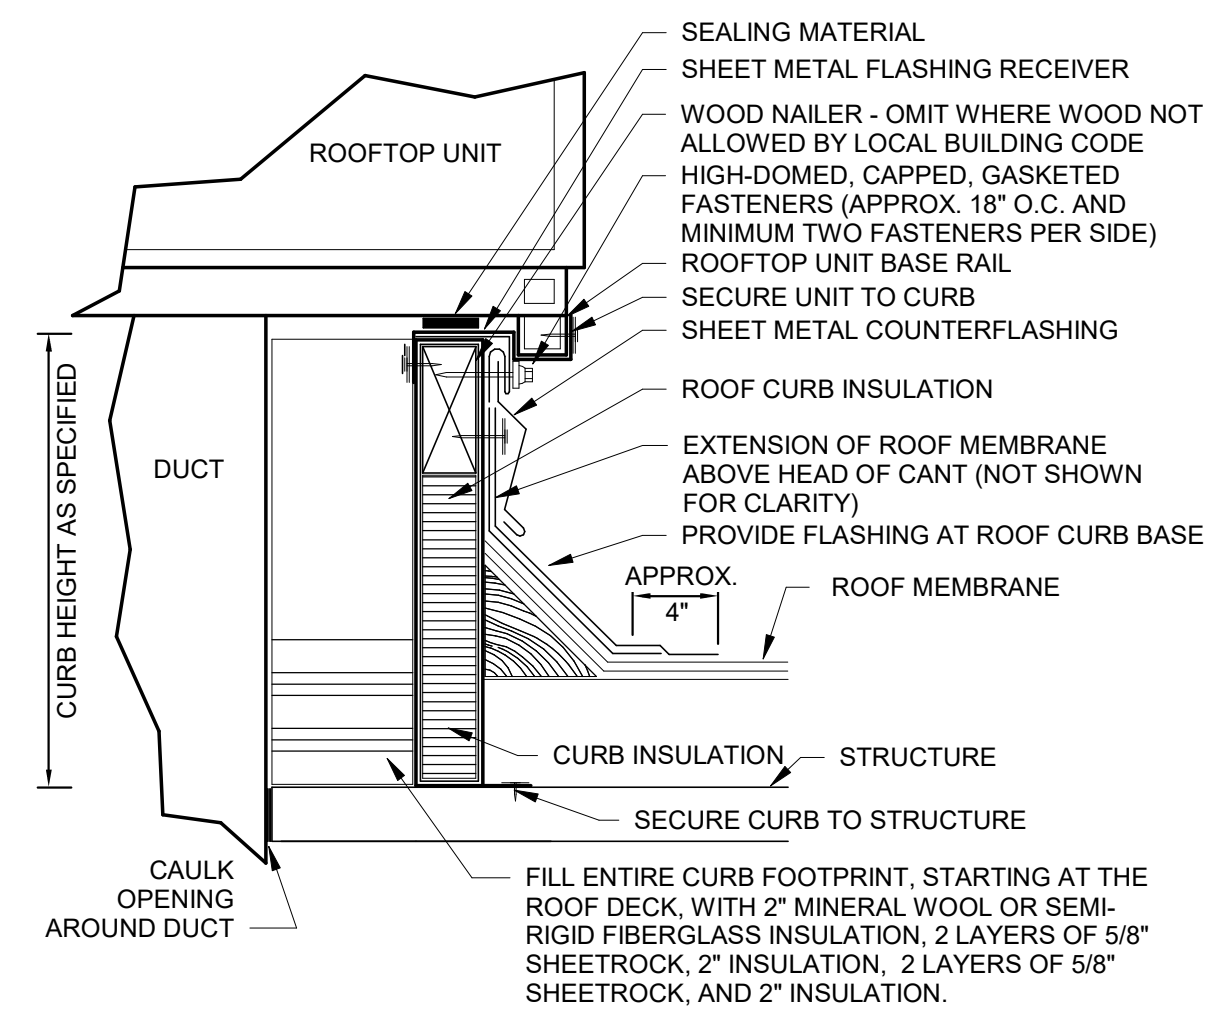 SEALING MATERIAL
SHEET METAL FLASHING RECEIVER
WOOD NAILER - OMIT WHERE WOOD NOT
ALLOWED BY LOCAL BUILDING CODE
HIGH-DOMED, CAPPED, GASKETED
FASTENERS (APPROX. 18" O.C. AND
MINIMUM TWO FASTENERS PER SIDE)
ROOFTOP UNIT BASE RAIL
SECURE UNIT TO CURB
SHEET METAL COUNTERFLASHING
ROOF CURB INSULATION
EXTENSION OF ROOF MEMBRANE
ABOVE HEAD OF CANT (NOT SHOWN
FOR CLARITY)
PROVIDE FLASHING AT ROOF CURB BASE
APPROX.
4"
ROOF MEMBRANE
ROOFTOP UNIT
DUCT
CURB HEIGHT AS SPECIFIED
CURB INSULATION
STRUCTURE
SECURE CURB TO STRUCTURE
CAULK
OPENING
AROUND DUCT
FILL ENTIRE CURB FOOTPRINT, STARTING AT THE
ROOF DECK, WITH 2" MINERAL WOOL OR SEMI-
RIGID FIBERGLASS INSULATION, 2 LAYERS OF 5/8"
SHEETROCK, 2" INSULATION,  2 LAYERS OF 5/8"
SHEETROCK, AND 2" INSULATION.